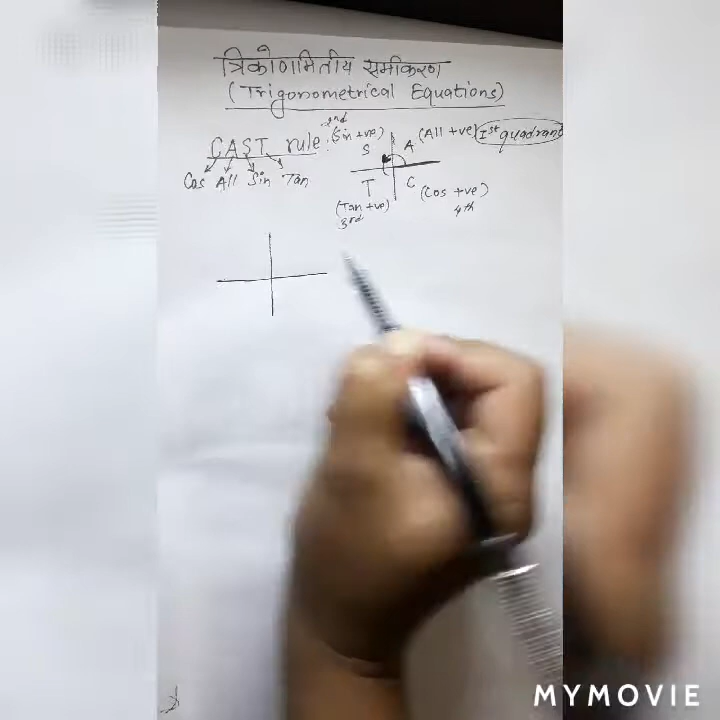 त्रिकोणमितीय समीकरण
(Trigonometrical Equations)
CAST rule:
2nd (Sin +ve)
S
A (All +ve) Ist quadrant
Cos All Sin Tan
T
C (Cos +ve)
4th
(Tan +ve)
3rd
MYMOVIE